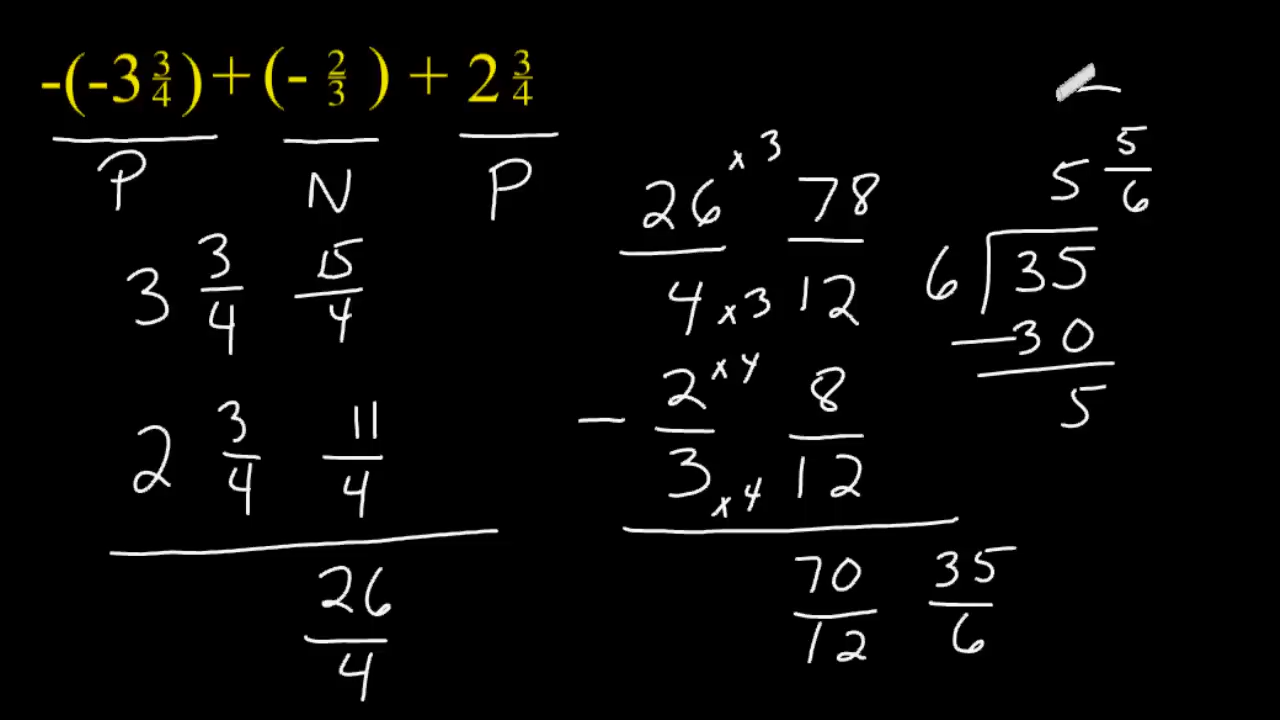 -(-3 3/4) + (- 2/3) + 2 3/4
P N P
3 3/4 15/4
2 3/4 11/4
26/4
26/4 x3 x3 78/12
- 2/3 x4 x4 8/12
70/12 35/6
5 5/6
6 35
-30
5